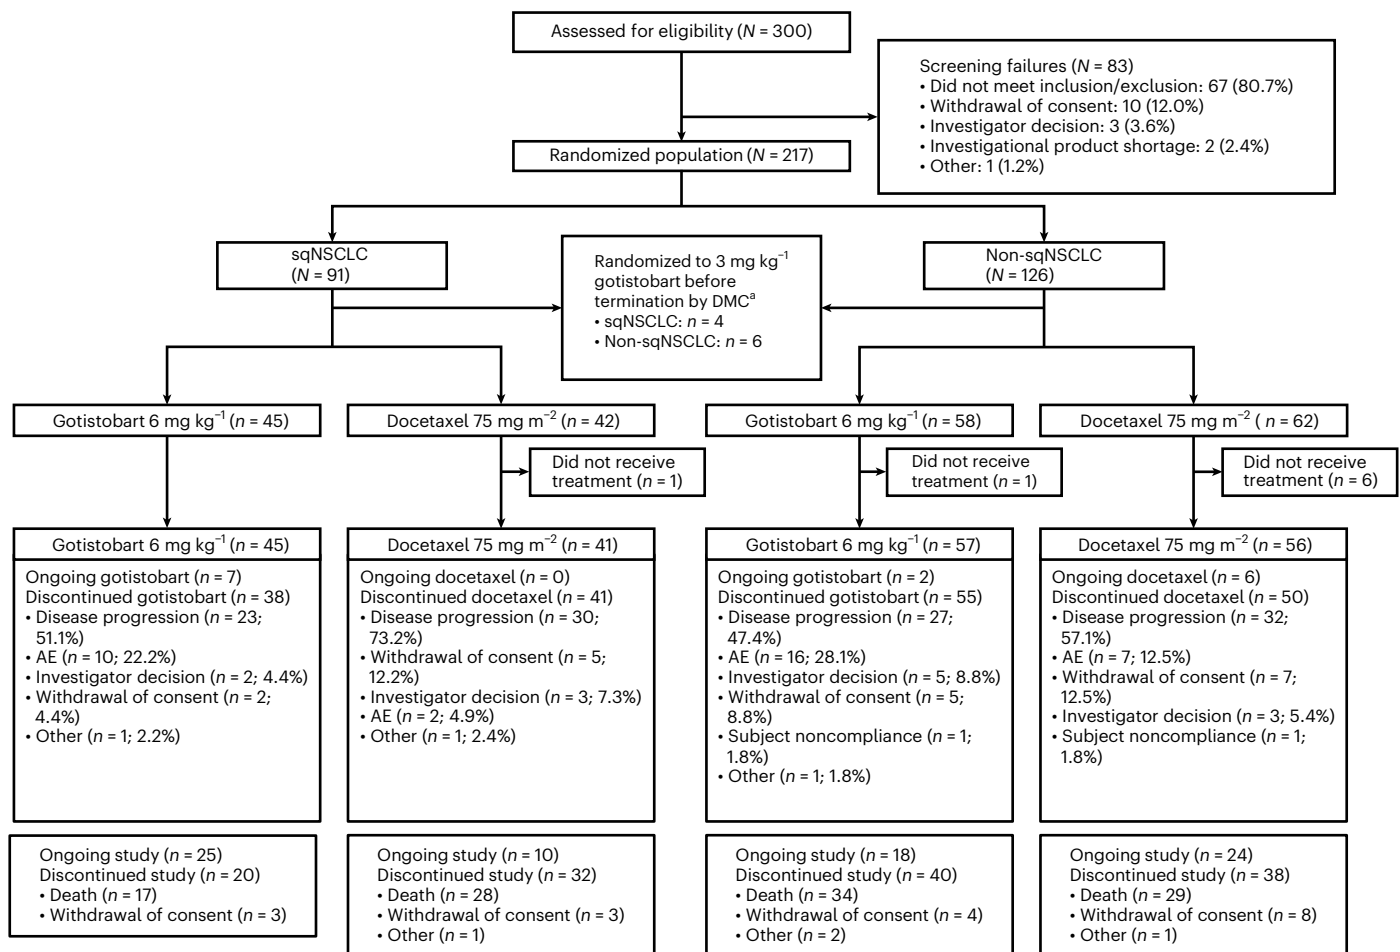 Assessed for eligibility (N = 300)
Screening failures (N = 83)
• Did not meet inclusion/exclusion: 67 (80.7%)
• Withdrawal of consent: 10 (12.0%)
• Investigator decision: 3 (3.6%)
• Investigational product shortage: 2 (2.4%)
• Other: 1 (1.2%)
Randomized population (N = 217)
sqNSCLC
(N = 91)
Randomized to 3 mg kg⁻¹
gotistobart before
termination by DMCᵃ
• sqNSCLC: n = 4
• Non-sqNSCLC: n = 6
Non-sqNSCLC
(N = 126)
Gotistobart 6 mg kg⁻¹ (n = 45)
Docetaxel 75 mg m⁻² (n = 42)
Gotistobart 6 mg kg⁻¹ (n = 58)
Docetaxel 75 mg m⁻² ( n = 62)
Did not receive
treatment (n = 1)
Did not receive
treatment (n = 1)
Did not receive
treatment (n = 6)
Gotistobart 6 mg kg⁻¹ (n = 45)
Ongoing gotistobart (n = 7)
Discontinued gotistobart (n = 38)
• Disease progression (n = 23;
51.1%)
• AE (n = 10; 22.2%)
• Investigator decision (n = 2; 4.4%)
• Withdrawal of consent (n = 2;
4.4%)
• Other (n = 1; 2.2%)
Docetaxel 75 mg m⁻² (n = 41)
Ongoing docetaxel (n = 0)
Discontinued docetaxel (n = 41)
• Disease progression (n = 30;
73.2%)
• Withdrawal of consent (n = 5;
12.2%)
• Investigator decision (n = 3; 7.3%)
• AE (n = 2; 4.9%)
• Other (n = 1; 2.4%)
Gotistobart 6 mg kg⁻¹ (n = 57)
Ongoing gotistobart (n = 2)
Discontinued gotistobart (n = 55)
• Disease progression (n = 27;
47.4%)
• AE (n = 16; 28.1%)
• Investigator decision (n = 5; 8.8%)
• Withdrawal of consent (n = 5;
8.8%)
• Subject noncompliance (n = 1;
1.8%)
• Other (n = 1; 1.8%)
Docetaxel 75 mg m⁻² (n = 56)
Ongoing docetaxel (n = 6)
Discontinued docetaxel (n = 50)
• Disease progression (n = 32;
57.1%)
• AE (n = 7; 12.5%)
• Withdrawal of consent (n = 7;
12.5%)
• Investigator decision (n = 3; 5.4%)
• Subject noncompliance (n = 1;
1.8%)
Ongoing study (n = 25)
Discontinued study (n = 20)
• Death (n = 17)
• Withdrawal of consent (n = 3)
Ongoing study (n = 10)
Discontinued study (n = 32)
• Death (n = 28)
• Withdrawal of consent (n = 3)
• Other (n = 1)
Ongoing study (n = 18)
Discontinued study (n = 40)
• Death (n = 34)
• Withdrawal of consent (n = 4)
• Other (n = 2)
Ongoing study (n = 24)
Discontinued study (n = 38)
• Death (n = 29)
• Withdrawal of consent (n = 8)
• Other (n = 1)